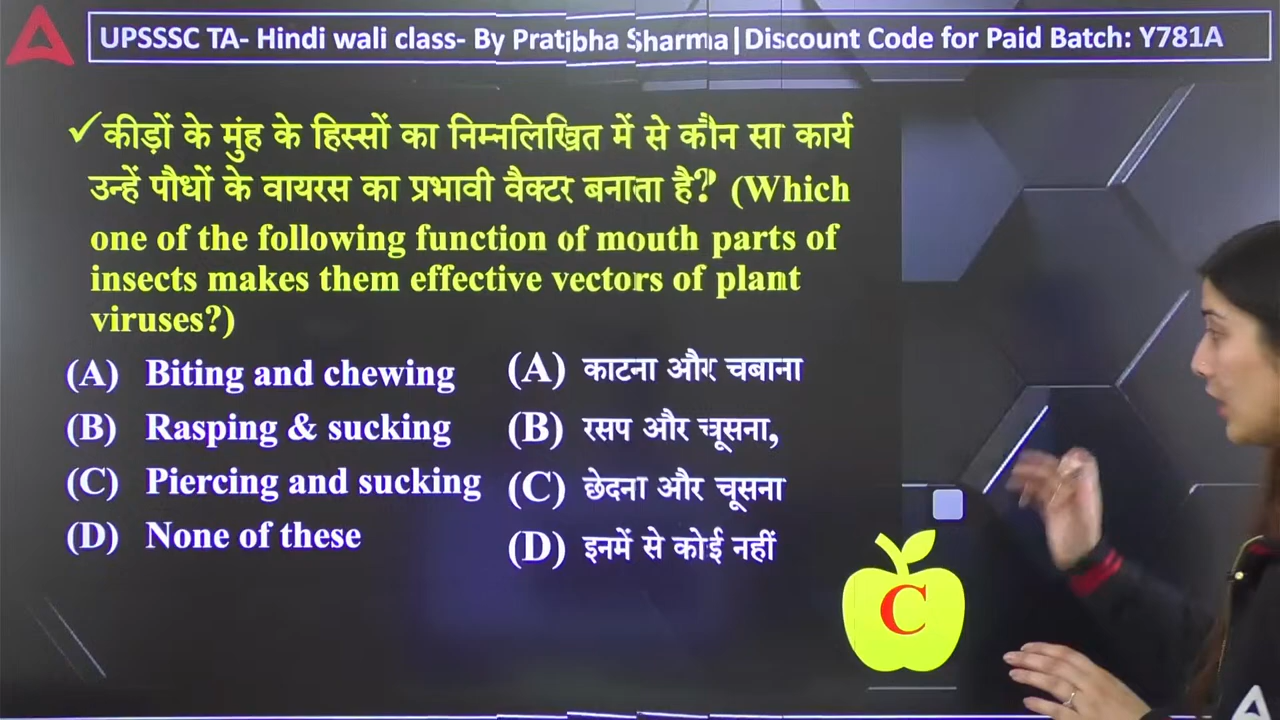 UPSSSC TA- Hindi wali class- By Pratibha Sharma|Discount Code for Paid Batch: Y781A
✓कीड़ों के मुंह के हिस्सों का निम्नलिखित में से कौन सा कार्य
उन्हें पौधों के वायरस का प्रभावी वैक्टर बनाता है? (Which
one of the following function of mouth parts of
insects makes them effective vectors of plant
viruses?)
(A) Biting and chewing
(B) Rasping & sucking
(C) Piercing and sucking
(D) None of these
(A) काटना और चबाना
(B) रसप और चूसना,
(C) छेदना और चूसना
(D) इनमें से कोई नहीं
C